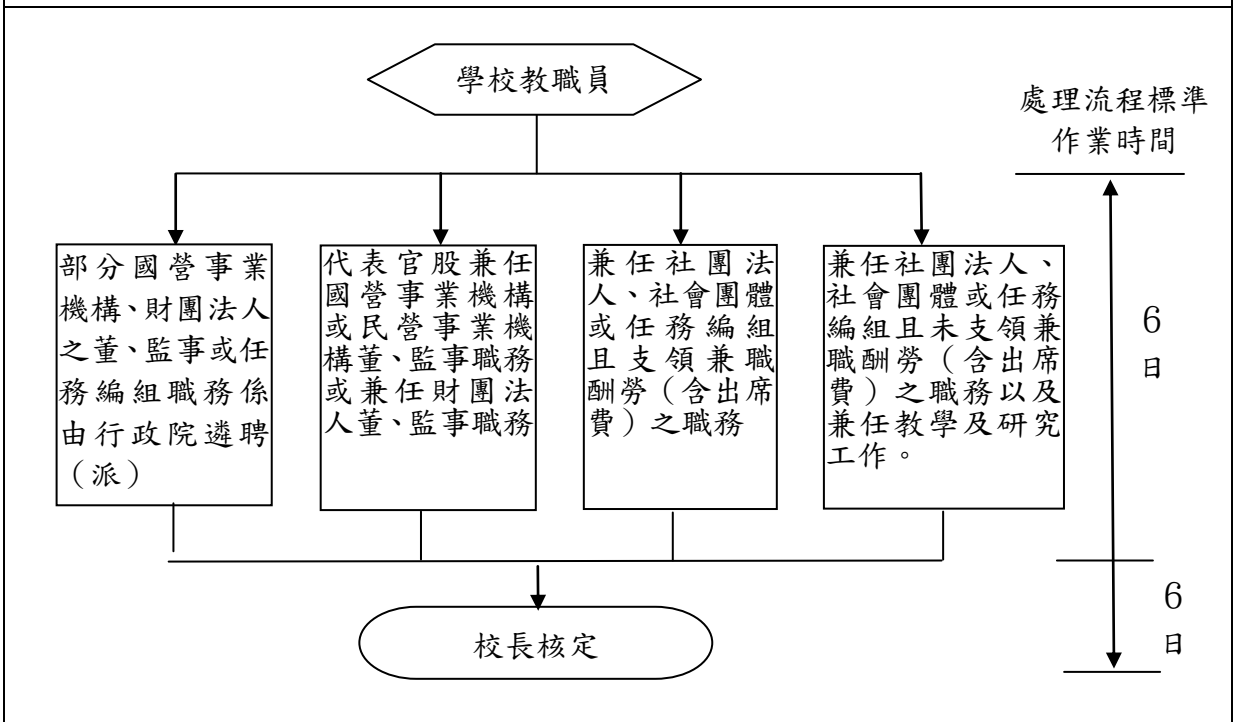 學校教職員
處理流程標準
作業時間
部分國營事業
機構、財團法人
之董、監事或任
務編組職務係
由行政院遴聘
（派）
代表官股兼任
國營事業機構
或民營事業機
構董、監事職務
或兼任財團法
人董、監事職務
兼任社團法
人、社會團體
或任務編組
且支領兼職
酬勞（含出席
費）之職務
兼任社團法人、
社會團體或任務
編組且未支領兼
職酬勞（含出席
費）之職務以及
兼任教學及研究
工作。
6
日
校長核定
6
日